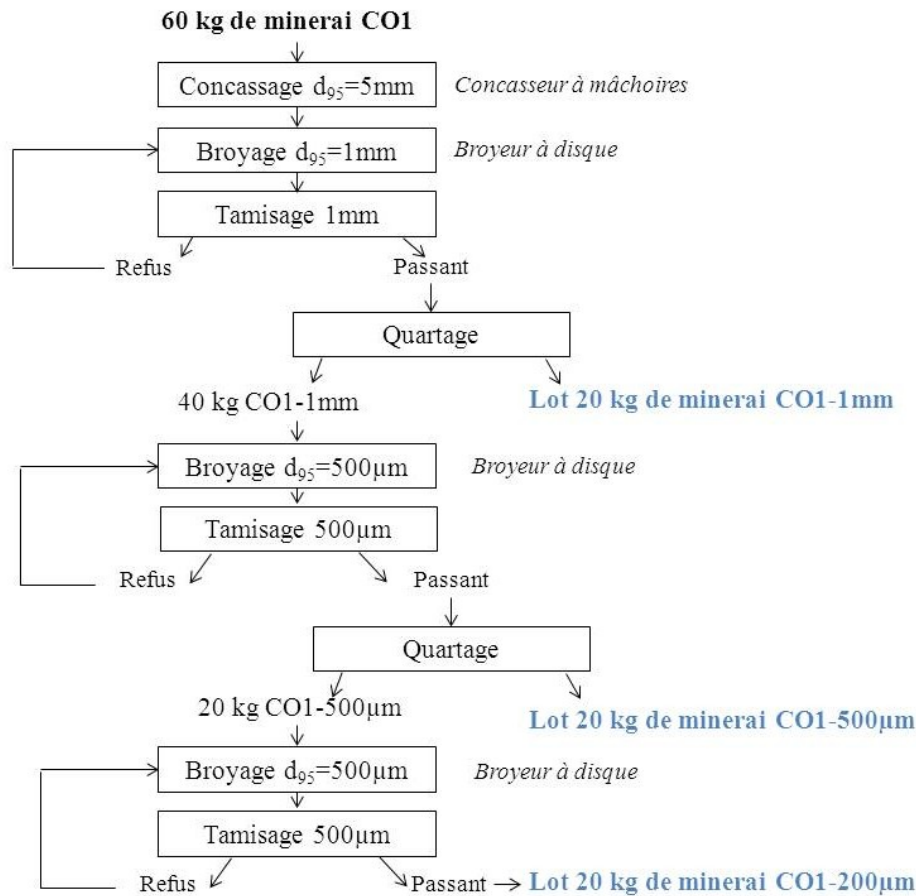 60 kg de minerai CO1
Concassage d₉₅=5mm
Concasseur à mâchoires
Broyage d₉₅=1mm
Broyeur à disque
Tamisage 1mm
Refus
Passant
Quartage
40 kg CO1-1mm
Lot 20 kg de minerai CO1-1mm
Broyage d₉₅=500µm
Broyeur à disque
Tamisage 500µm
Refus
Passant
Quartage
20 kg CO1-500µm
Lot 20 kg de minerai CO1-500µm
Broyage d₉₅=500µm
Broyeur à disque
Tamisage 500µm
Refus
Passant
Lot 20 kg de minerai CO1-200µm